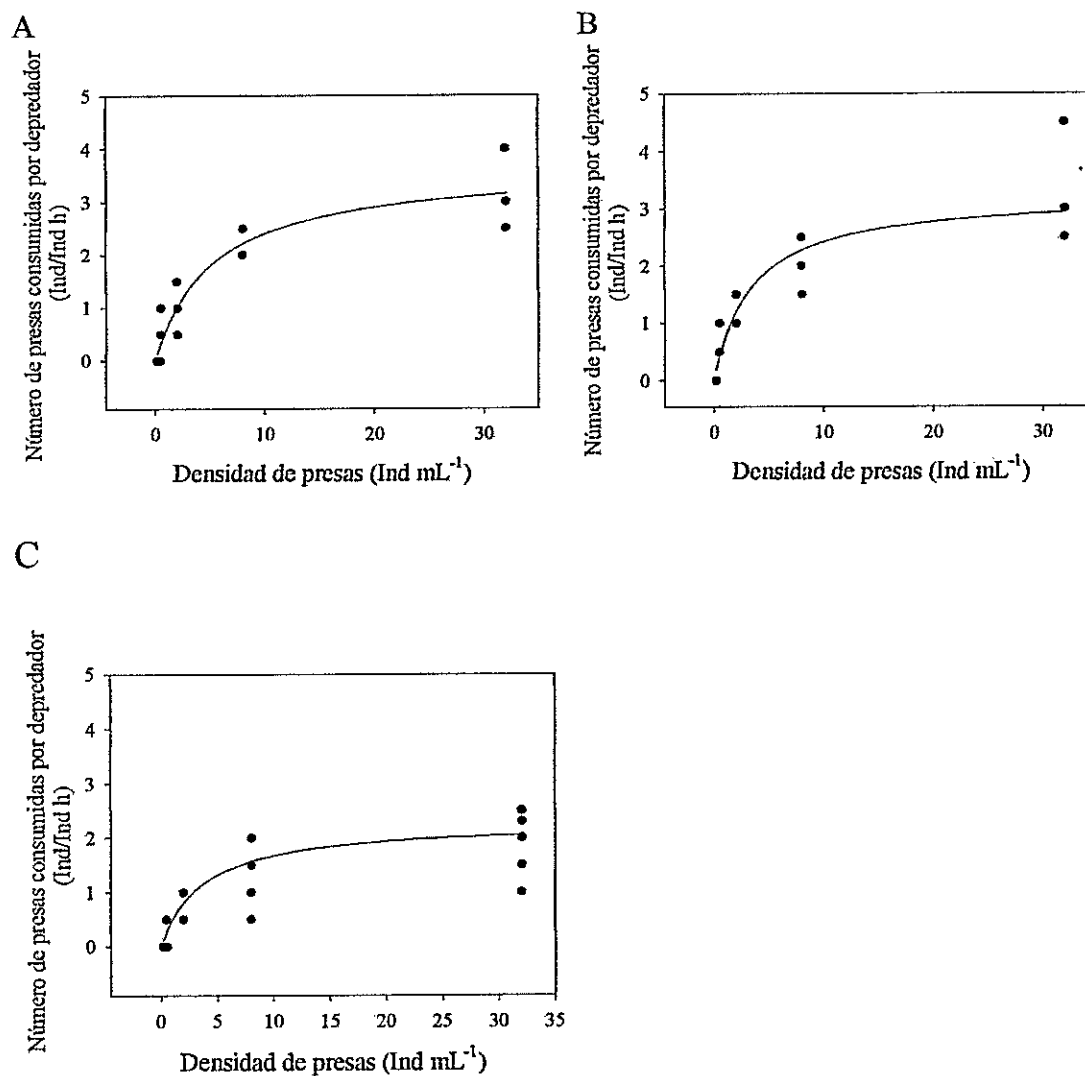 A
Número de presas consumidas por depredador
(Ind/Ind h)
5
4
3
2
1
0
0
10
20
30
Densidad de presas (Ind mL⁻¹)
B
Número de presas consumidas por depredador
(Ind/Ind h)
5
4
3
2
1
0
0
10
20
30
Densidad de presas (Ind mL⁻¹)
C
Número de presas consumidas por depredador
(Ind/Ind h)
5
4
3
2
1
0
0
5
10
15
20
25
30
35
Densidad de presas (Ind mL⁻¹)